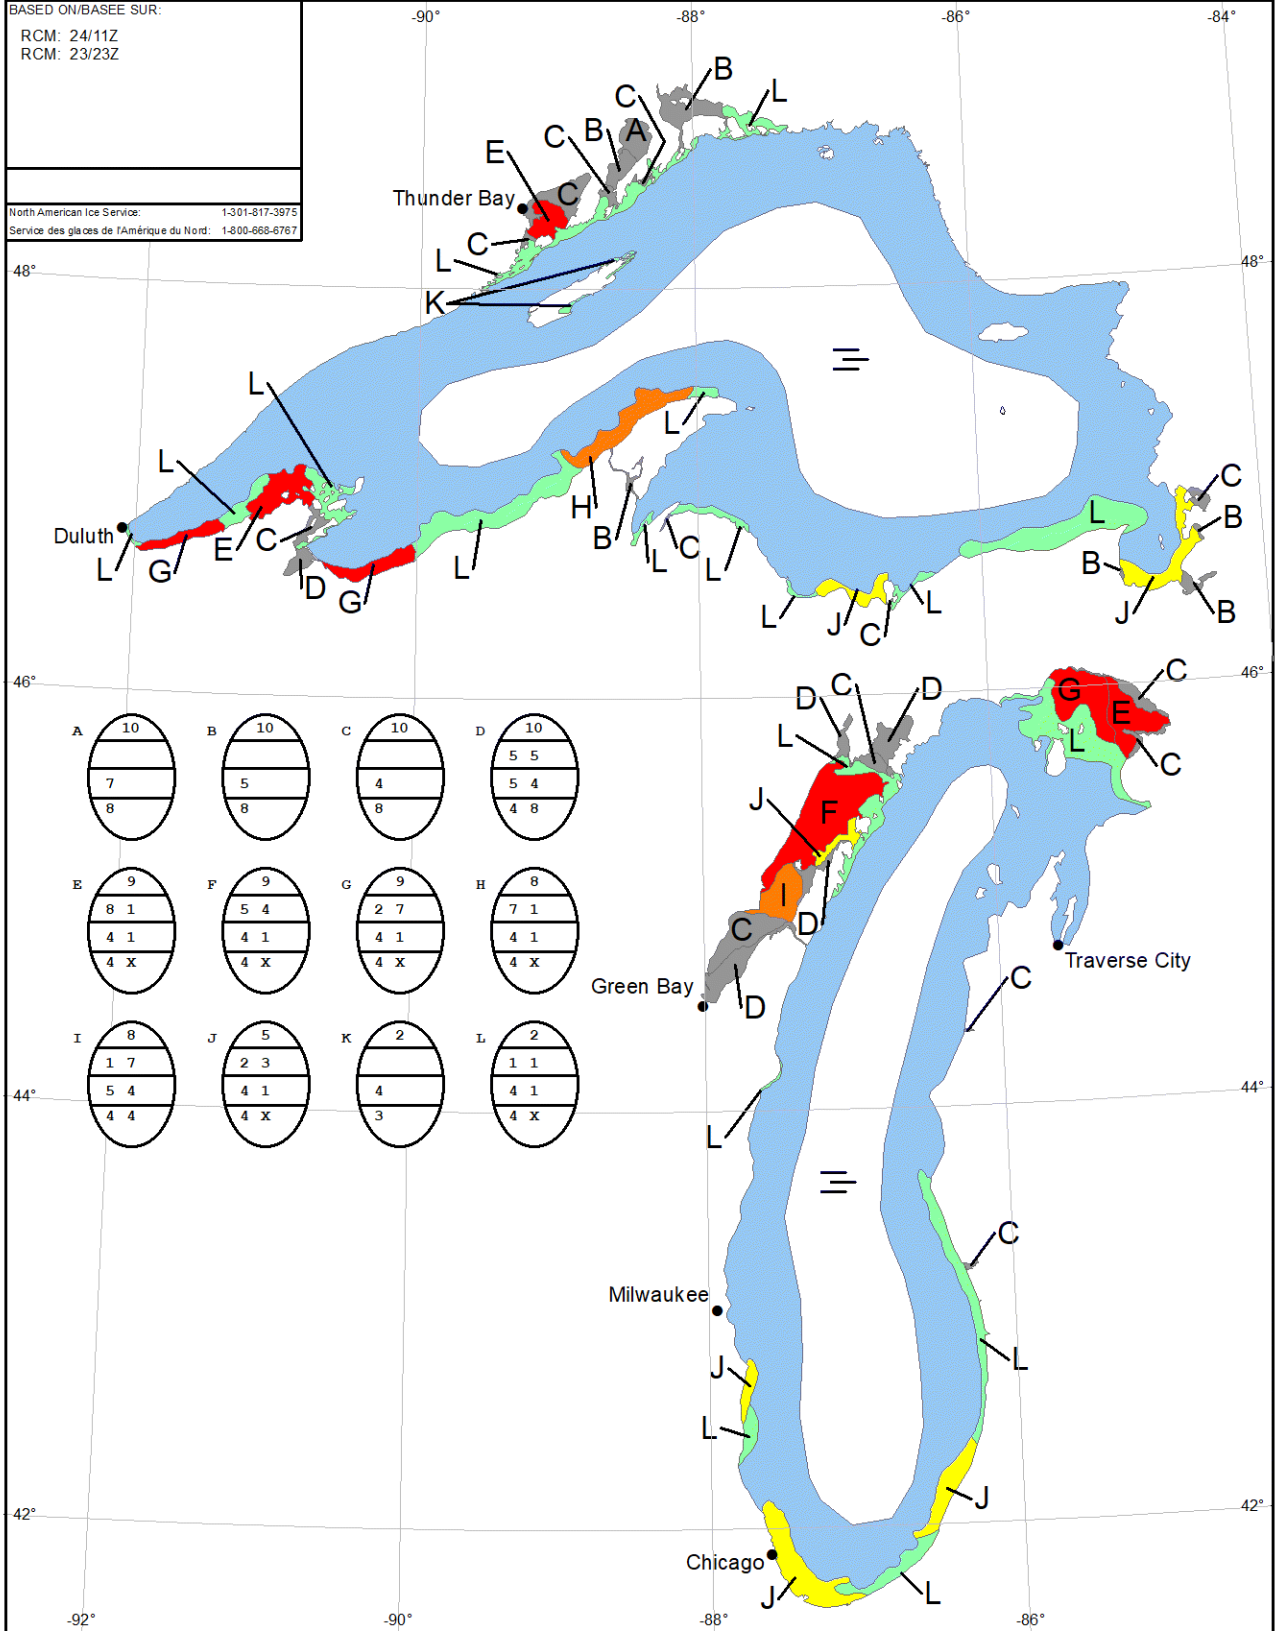 BASED ON/BASEE SUR:
RCM: 24/11Z
RCM: 23/23Z
North American Ice Service: 1-301-817-3975
Service des glaces de l'Amérique du Nord: 1-800-668-6767
-90° -88° -86° -84°
B
C L
C B A
E
C
Thunder Bay
C
L
48° 48°
K
L
L
L
C
L
H B
Duluth E C B
L G L C L B
D L
G L J B
J C
46° 46°
D C D G C
L E
L
C
J F
I
C D
Traverse City
Green Bay C
D
A 10
7
8
B 10
5
8
C 10
4
8
D 10
5 5
5 4
4 8
E 9
8 1
4 1
4 X
F 9
5 4
4 1
4 X
G 9
2 7
4 1
4 X
H 8
7 1
4 1
4 X
I 8
1 7
5 4
4 4
J 5
2 3
4 1
4 X
K 2
4
3
L 2
1 1
4 1
4 X
44° 44°
L
C
Milwaukee
L
J
L
J
42° 42°
Chicago
J L
-92° -90° -88° -86°